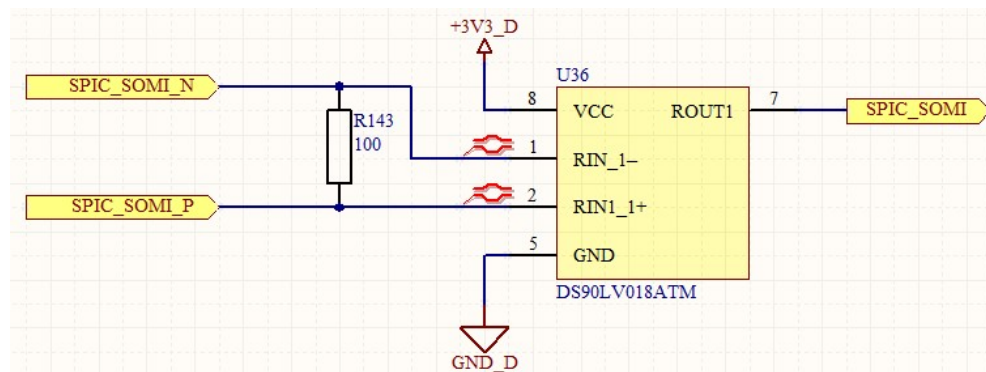 +3V3_D
SPIC_SOMI_N
U36
8
VCC
ROUT1
7
SPIC_SOMI
R143
100
1
RIN_1–
SPIC_SOMI_P
2
RIN1_1+
5
GND
DS90LV018ATM
GND_D